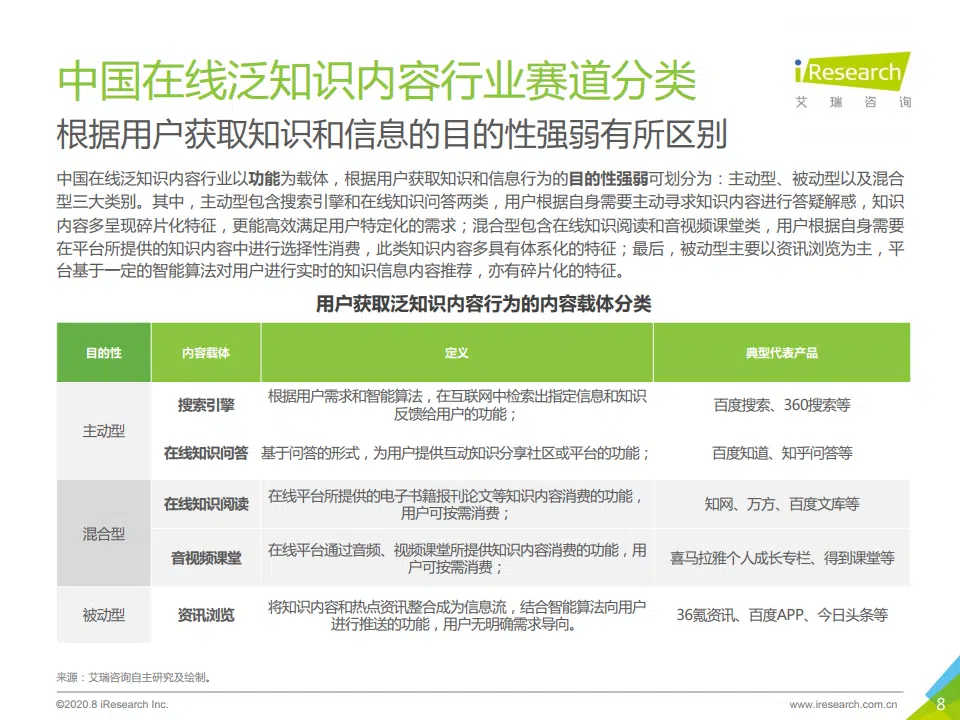 中国在线泛知识内容行业赛道分类
iResearch
艾瑞咨询
根据用户获取知识和信息的目的性强弱有所区别
中国在线泛知识内容行业以功能为载体，根据用户获取知识和信息行为的目的性强弱可划分为：主动型、被动型以及混合
型三大类别。其中，主动型包含搜索引擎和在线知识问答两类，用户根据自身需要主动寻求知识内容进行答疑解惑，知识
内容多呈现碎片化特征，更能高效满足用户特定化的需求；混合型包含在线知识阅读和音视频课堂类，用户根据自身需要
在平台所提供的知识内容中进行选择性消费，此类知识内容多具有体系化的特征；最后，被动型主要以资讯浏览为主，平
台基于一定的智能算法对用户进行实时的知识信息内容推荐，亦有碎片化的特征。
用户获取泛知识内容行为的内容载体分类
目的性 内容载体 定义 典型代表产品
主动型
搜索引擎
根据用户需求和智能算法，在互联网中检索出指定信息和知识
反馈给用户的功能；
百度搜索、360搜索等
在线知识问答 基于问答的形式，为用户提供互动知识分享社区或平台的功能； 百度知道、知乎问答等
混合型
在线知识阅读
在线平台所提供的电子书籍报刊论文等知识内容消费的功能，
用户可按需消费；
知网、万方、百度文库等
音视频课堂
在线平台通过音频、视频课堂所提供知识内容消费的功能，用
户可按需消费；
喜马拉雅个人成长专栏、得到课堂等
被动型
资讯浏览
将知识内容和热点资讯整合成为信息流，结合智能算法向用户
进行推送的功能，用户无明确需求导向。
36氪资讯、百度APP、今日头条等
来源：艾瑞咨询自主研究及绘制。
©2020.8 iResearch Inc.
www.iresearch.com.cn
8